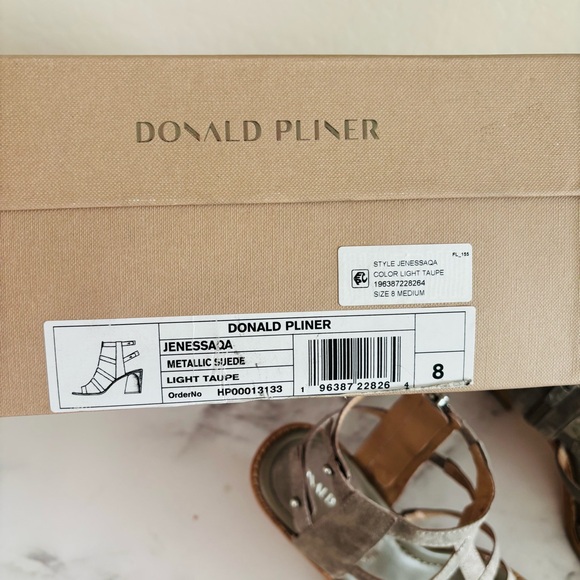 DONALD PLINER
FL_155
STYLE JENESSAQA
COLOR LIGHT TAUPE
196387228264
SIZE 8 MEDIUM
DONALD PLINER
JENESSAQA
METALLIC SUEDE
LIGHT TAUPE
OrderNo HP00013133
1 96387 22826 4
8